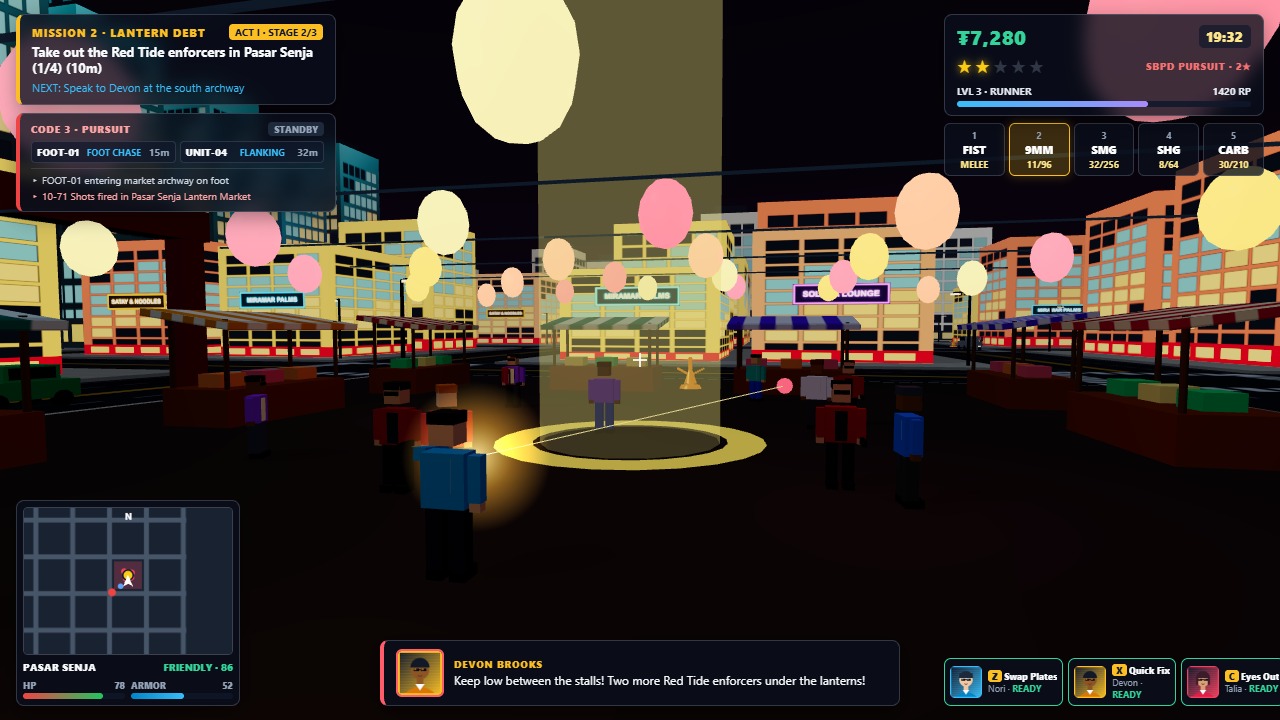 MISSION 2 · LANTERN DEBT
ACT I · STAGE 2/3
Take out the Red Tide enforcers in Pasar Senja
(1/4) (10m)
NEXT: Speak to Devon at the south archway
CODE 3 · PURSUIT
STANDBY
FOOT-01 FOOT CHASE 15m
UNIT-04 FLANKING 32m
▸ FOOT-01 entering market archway on foot
▸ 10-71 Shots fired in Pasar Senja Lantern Market
₮7,280
19:32
★★★★★
SBPD PURSUIT · 2★
LVL 3 · RUNNER
1420 RP
1
FIST
MELEE
2
9MM
11/96
3
SMG
32/256
4
SHG
8/64
5
CARB
30/210
BATAY & NOODLES
MIRAMAR PALMS
LOUNGE
N
PASAR SENJA
FRIENDLY · 86
HP 78
ARMOR 52
DEVON BROOKS
Keep low between the stalls! Two more Red Tide enforcers under the lanterns!
Z Swap Plates
Nori · READY
X Quick Fix
Devon ·
READY
C Eyes Out
Talia · READY